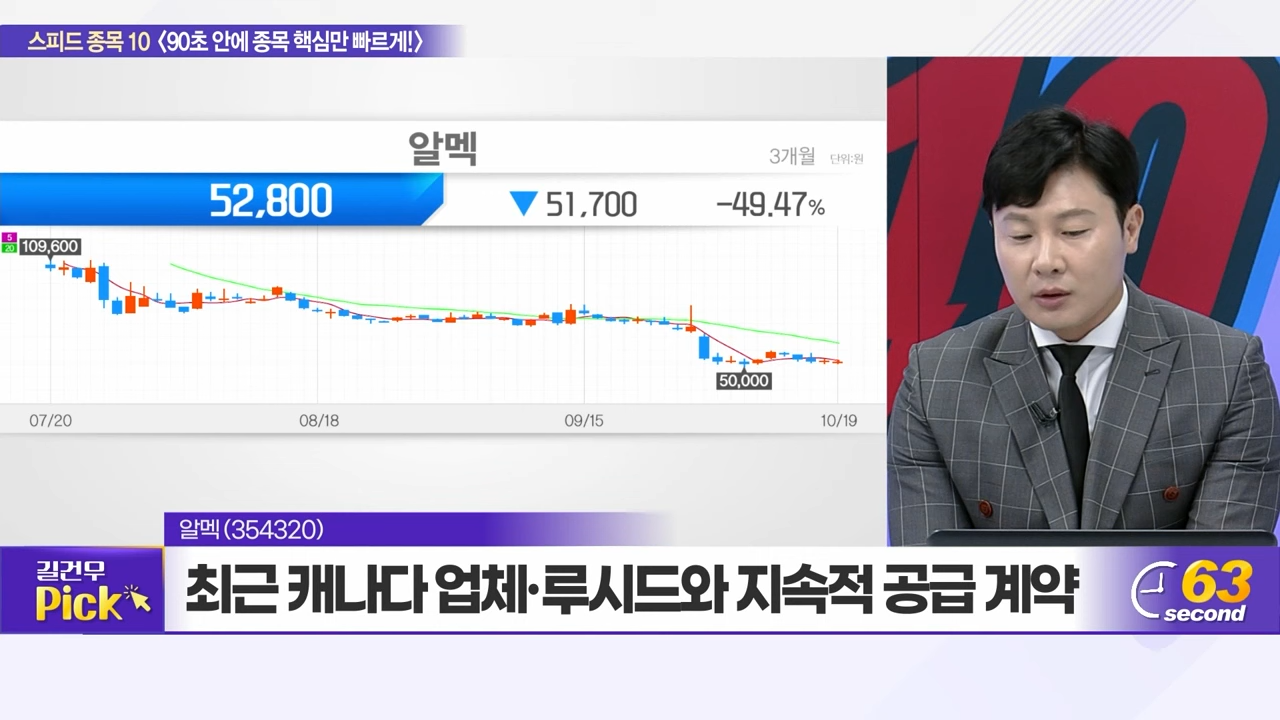 스피드 종목 10 〈90초 안에 종목 핵심만 빠르게!〉
알멕
3개월 단위:원
52,800 ▼ 51,700 -49.47%
5
20
109,600
50,000
07/20 08/18 09/15 10/19
알멕(354320)
길건무
Pick
최근 캐나다 업체·루시드와 지속적 공급 계약
63
second
10